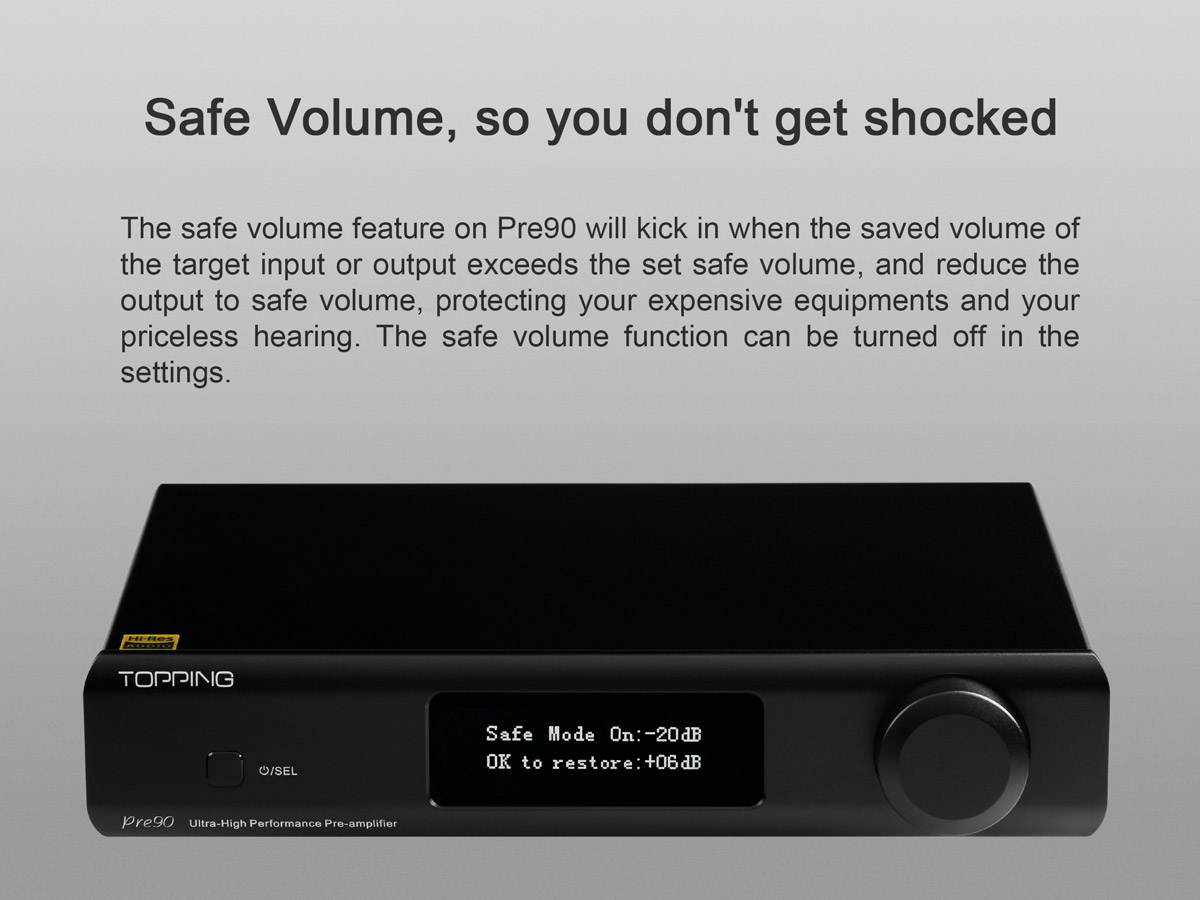 Safe Volume, so you don't get shocked
The safe volume feature on Pre90 will kick in when the saved volume of
the target input or output exceeds the set safe volume, and reduce the
output to safe volume, protecting your expensive equipments and your
priceless hearing. The safe volume function can be turned off in the
settings.
Hi-Res
AUDIO
TOPPING
Safe Mode On:-20dB
OK to restore:+06dB
⏻/SEL
Pre90 Ultra-High Performance Pre-amplifier